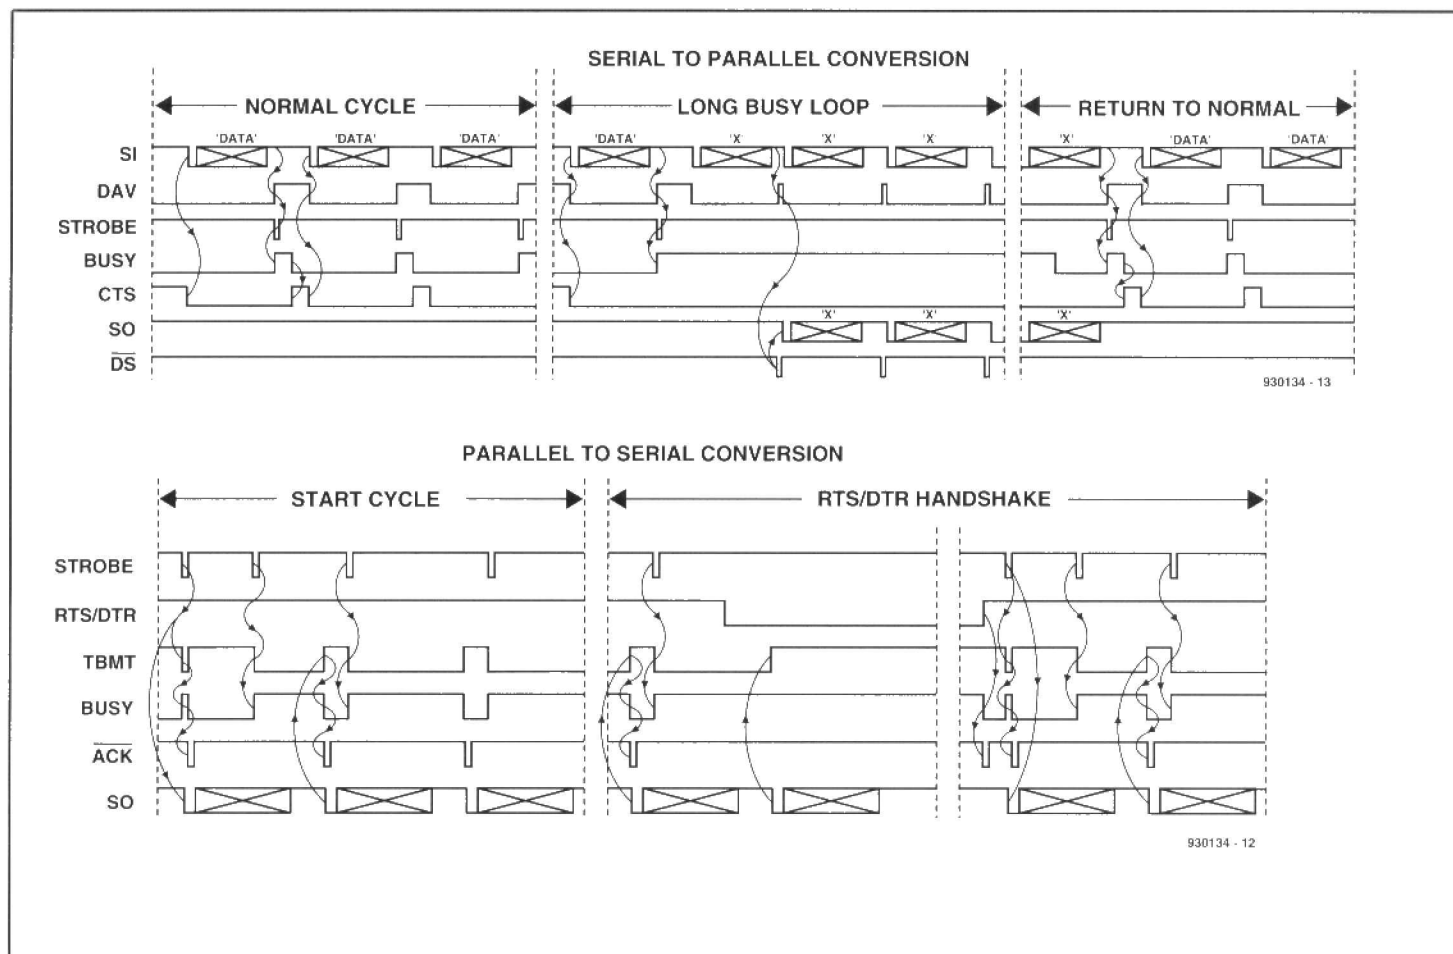 SERIAL TO PARALLEL CONVERSION
NORMAL CYCLE LONG BUSY LOOP RETURN TO NORMAL
'DATA' 'DATA' 'DATA' 'DATA' 'X' 'X' 'X' 'X' 'DATA' 'DATA'
SI
DAV
STROBE
BUSY
CTS
'X' 'X' 'X'
SO
DS
930134 - 13
PARALLEL TO SERIAL CONVERSION
START CYCLE RTS/DTR HANDSHAKE
STROBE
RTS/DTR
TBMT
BUSY
ACK
SO
930134 - 12